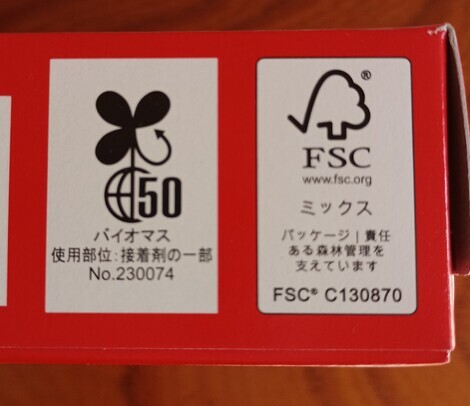 50
バイオマス
使用部位:接着剤の一部
No.230074
®
FSC
www.fsc.org
ミックス
パッケージ|責任
ある森林管理を
支えています
FSC® C130870